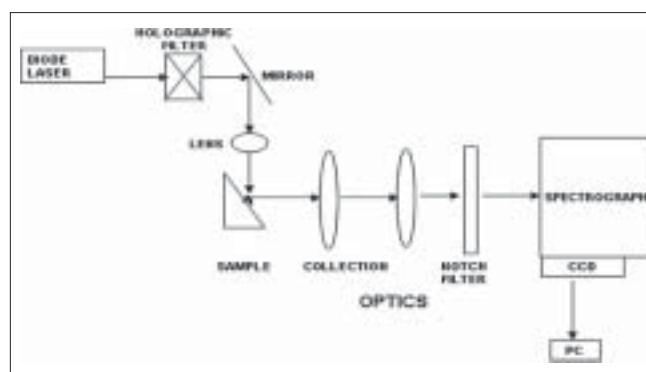 HOLOGRAPHIC
FILTER
DIODE
LASER
MIRROR
LENS
SPECTROGRAPH
SAMPLE
COLLECTION
NOTCH
FILTER
CCD
OPTICS
PC